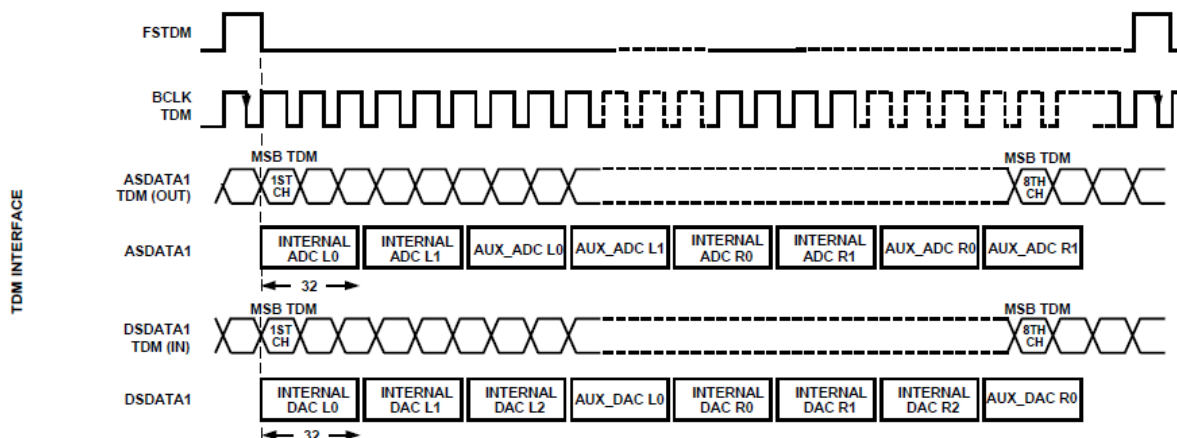 TDM INTERFACE
FSTDM
BCLK
TDM
MSB TDM
MSB TDM
ASDATA1
TDM (OUT)
1ST
CH
8TH
CH
ASDATA1
INTERNAL
ADC L0
INTERNAL
ADC L1
AUX_ADC L0
AUX_ADC L1
INTERNAL
ADC R0
INTERNAL
ADC R1
AUX_ADC R0
AUX_ADC R1
32
MSB TDM
MSB TDM
DSDATA1
TDM (IN)
1ST
CH
8TH
CH
DSDATA1
INTERNAL
DAC L0
INTERNAL
DAC L1
INTERNAL
DAC L2
AUX_DAC L0
INTERNAL
DAC R0
INTERNAL
DAC R1
INTERNAL
DAC R2
AUX_DAC R0
32